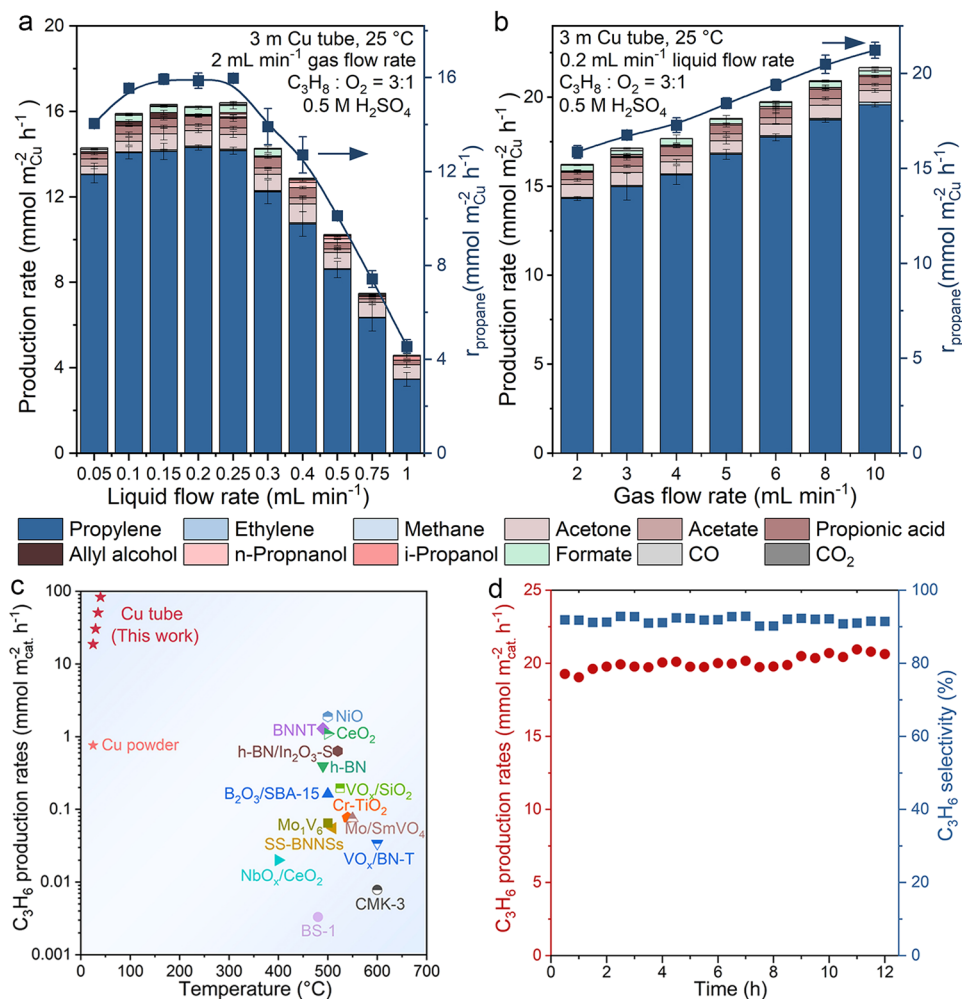 a
3 m Cu tube, 25 °C
2 mL min⁻¹ gas flow rate
C₃H₈ : O₂ = 3:1
0.5 M H₂SO₄
Production rate (mmol m⁻²Cu h⁻¹)
20
16
12
8
4
0
16
12
8
4
0
r_propane(mmol m⁻²Cu h⁻¹)
0.05 0.1 0.15 0.2 0.25 0.3 0.4 0.5 0.75 1
Liquid flow rate (mL min⁻¹)
b
3 m Cu tube, 25 °C
0.2 mL min⁻¹ liquid flow rate
C₃H₈ : O₂ = 3:1
0.5 M H₂SO₄
Production rate (mmol m⁻²Cu h⁻¹)
20
15
10
5
0
20
15
10
5
0
r_propane(mmol m⁻²Cu h⁻¹)
2 3 4 5 6 8 10
Gas flow rate (mL min⁻¹)
Propylene Ethylene Methane Acetone Acetate Propionic acid
Allyl alcohol n-Propnanol i-Propanol Formate CO CO₂
c
C₃H₆ production rates (mmol m⁻²cat. h⁻¹)
100
10
1
0.1
0.01
0.001
Cu tube
(This work)
Cu powder
NiO
BNNT
CeO₂
h-BN/In₂O₃-S
h-BN
B₂O₃/SBA-15
VOₓ/SiO₂
Cr-TiO₂
Mo₁V₆
Mo/SmVO₄
SS-BNNSs
VOₓ/BN-T
NbOₓ/CeO₂
CMK-3
BS-1
0 100 200 300 400 500 600 700
Temperature (°C)
d
C₃H₆ production rates (mmol m⁻²cat. h⁻¹)
25
20
15
10
5
0
100
80
60
40
20
0
C₃H₆ selectivity (%)
0 2 4 6 8 10 12
Time (h)